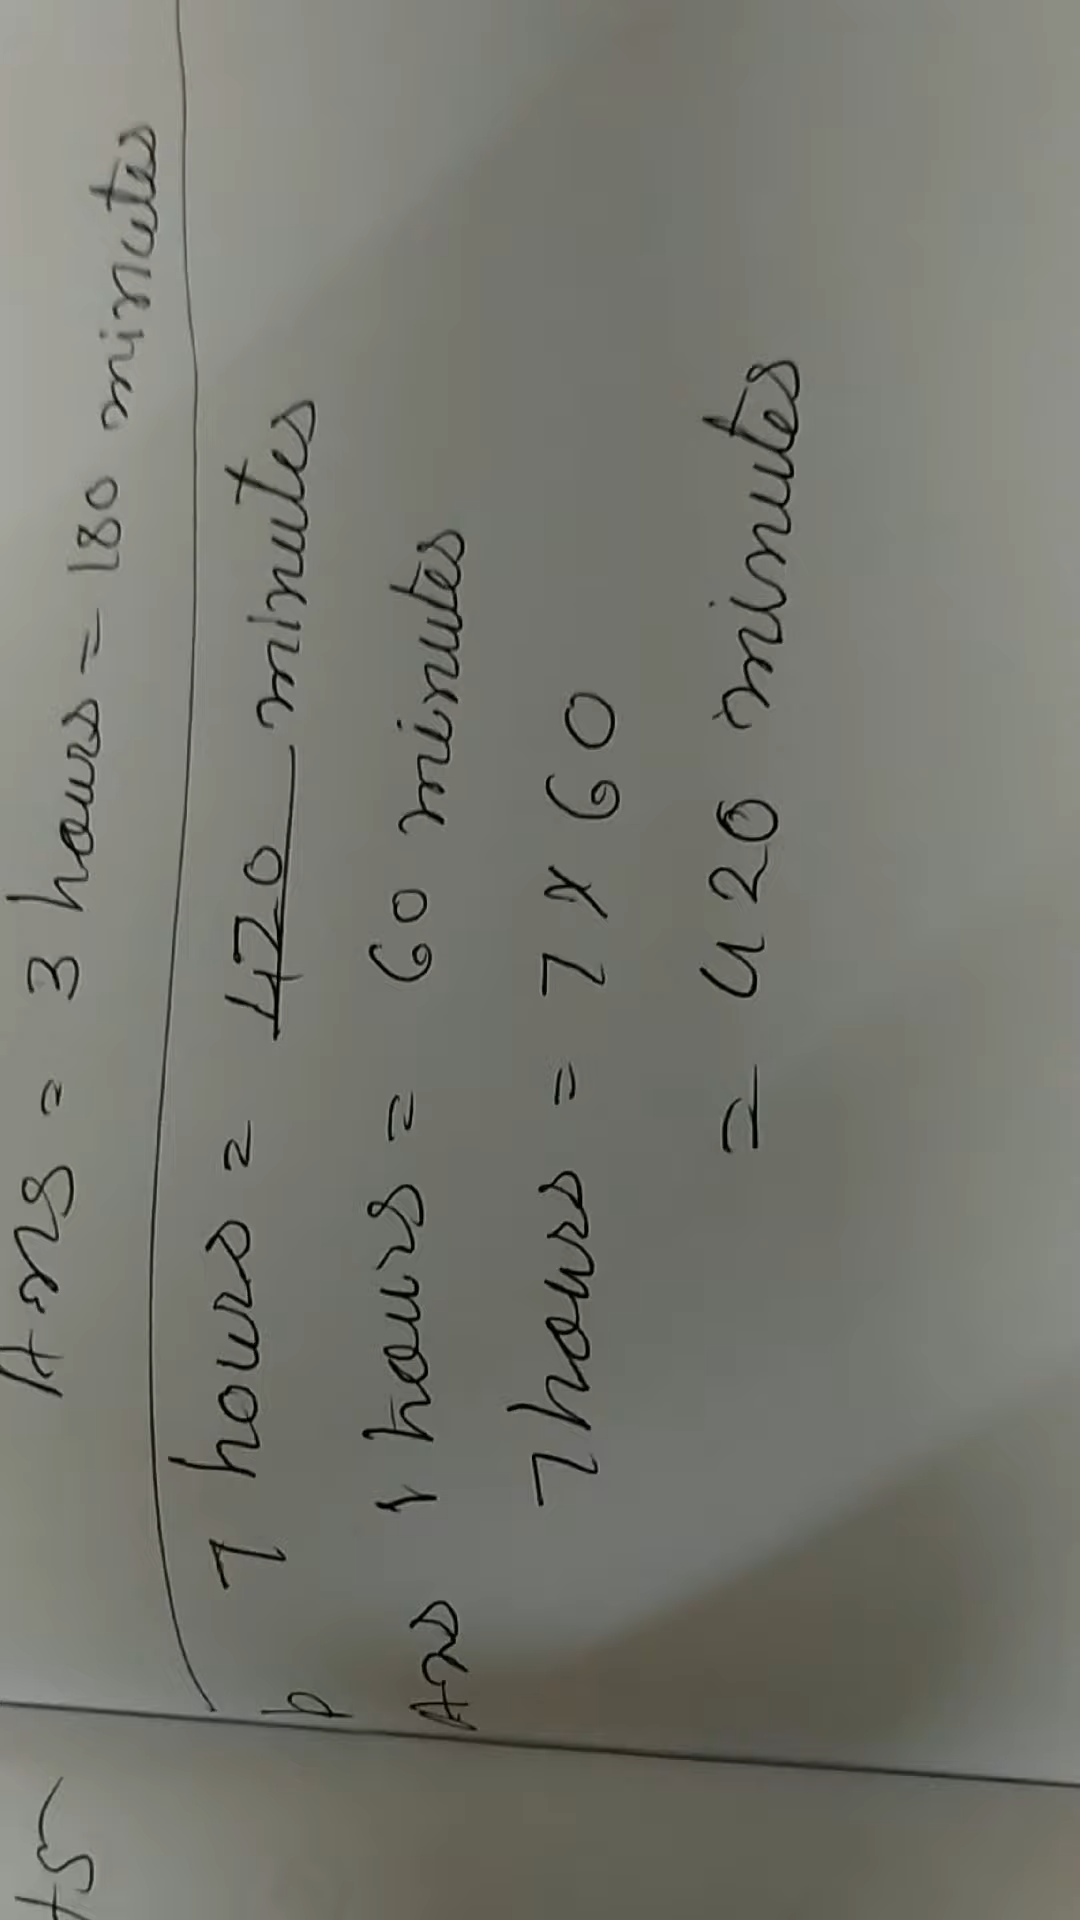 Ans = 3 hours = 180 minutes
b 7 hours = 420 minutes
Ans 1 hours = 60 minutes
7 hours = 7 x 60
= 420 minutes